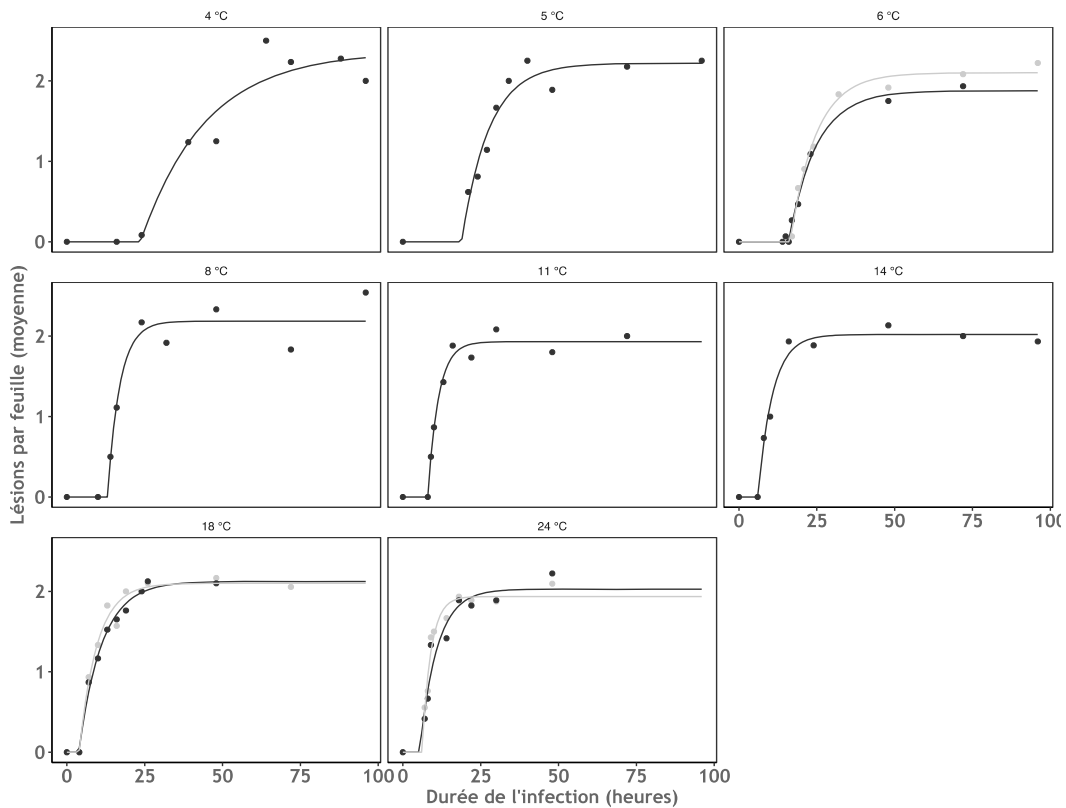 4 °C 5 °C 6 °C
2
1
0
8 °C 11 °C 14 °C
2
1
0
0 25 50 75 100
18 °C 24 °C
2
1
0
0 25 50 75 100 0 25 50 75 100
Durée de l'infection (heures)
Lésions par feuille (moyenne)